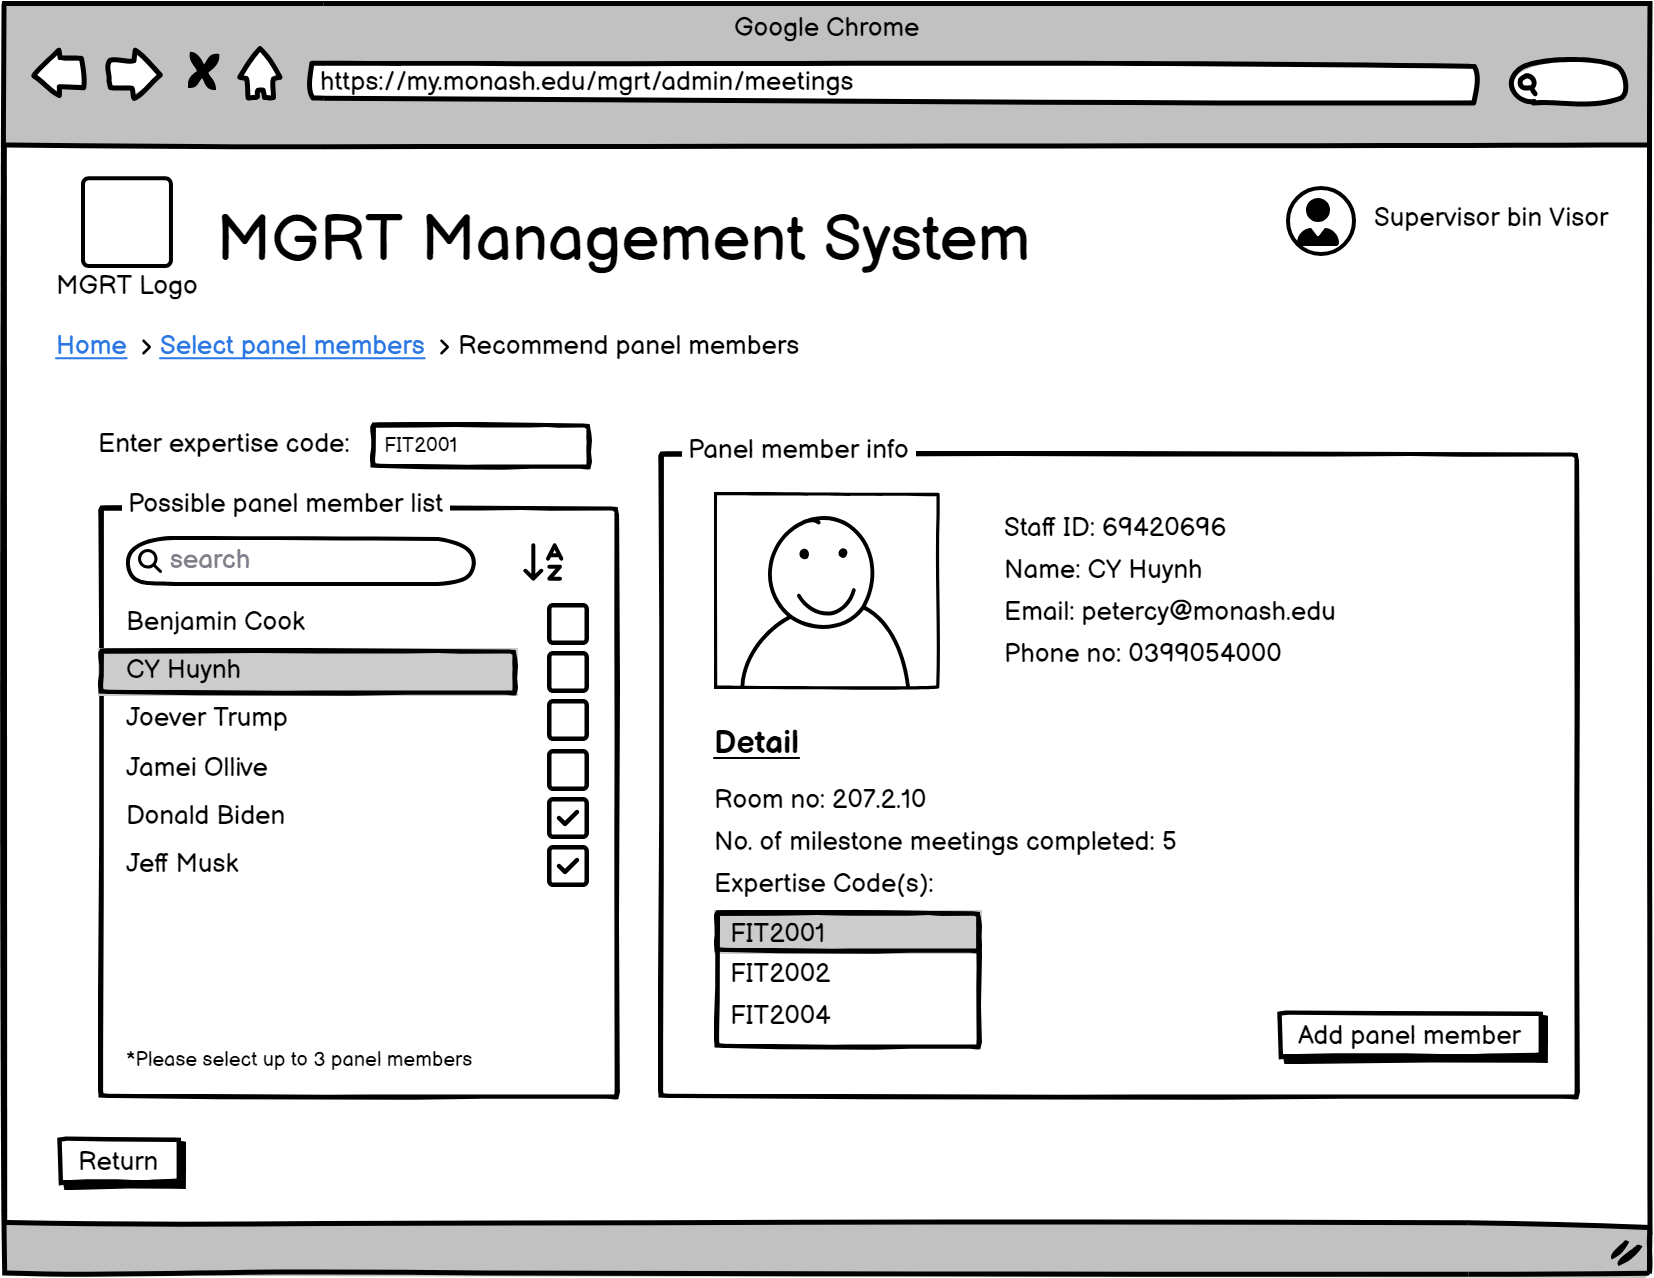 Google Chrome
https://my.monash.edu/mgrt/admin/meetings
MGRT Logo
MGRT Management System
Supervisor bin Visor
Home > Select panel members > Recommend panel members
Enter expertise code: FIT2001
Possible panel member list
search
A
Z
Benjamin Cook
CY Huynh
Joever Trump
Jamei Ollive
Donald Biden
Jeff Musk
*Please select up to 3 panel members
Panel member info
Staff ID: 69420696
Name: CY Huynh
Email: petercy@monash.edu
Phone no: 0399054000
Detail
Room no: 207.2.10
No. of milestone meetings completed: 5
Expertise Code(s):
FIT2001
FIT2002
FIT2004
Add panel member
Return